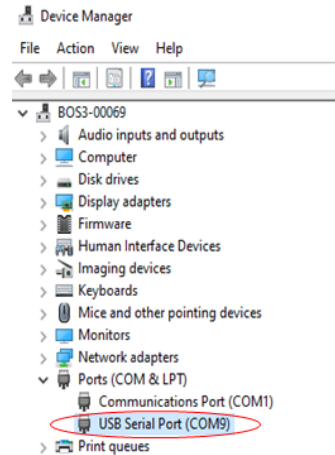 Device Manager
File Action View Help
BOS3-00069
Audio inputs and outputs
Computer
Disk drives
Display adapters
Firmware
Human Interface Devices
Imaging devices
Keyboards
Mice and other pointing devices
Monitors
Network adapters
Ports (COM & LPT)
Communications Port (COM1)
USB Serial Port (COM9)
Print queues